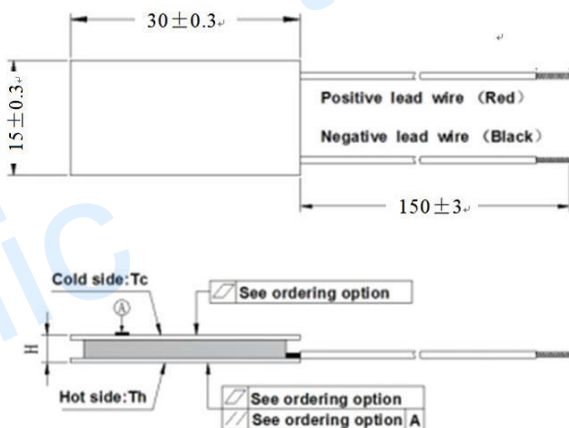 30±0.3
15±0.3
Positive lead wire （Red）
Negative lead wire （Black）
150±3
Cold side:Tc
See ordering option
A
H
Hot side:Th
See ordering option
See ordering option A